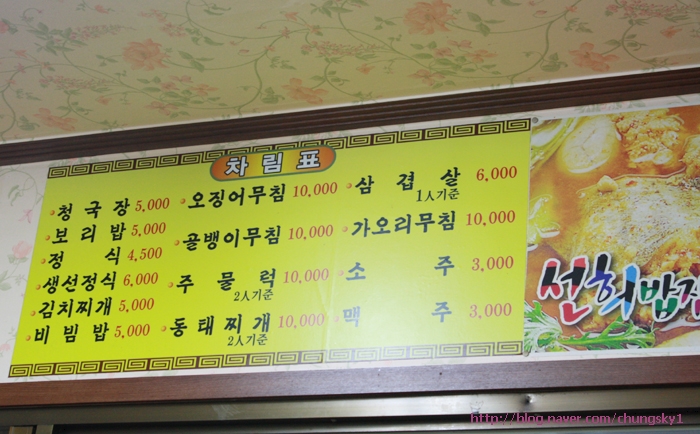 차림표
청국장 5,000
보리밥 5,000
정식 4,500
생선정식 6,000
김치찌개 5,000
비빔밥 5,000
오징어무침 10,000
골뱅이무침 10,000
주물럭 10,000
2인기준
동태찌개 10,000
2인기준
삼겹살 6,000
1인기준
가오리무침 10,000
소주 3,000
맥주 3,000
선희밥집
http://blog.naver.com/chungsky1